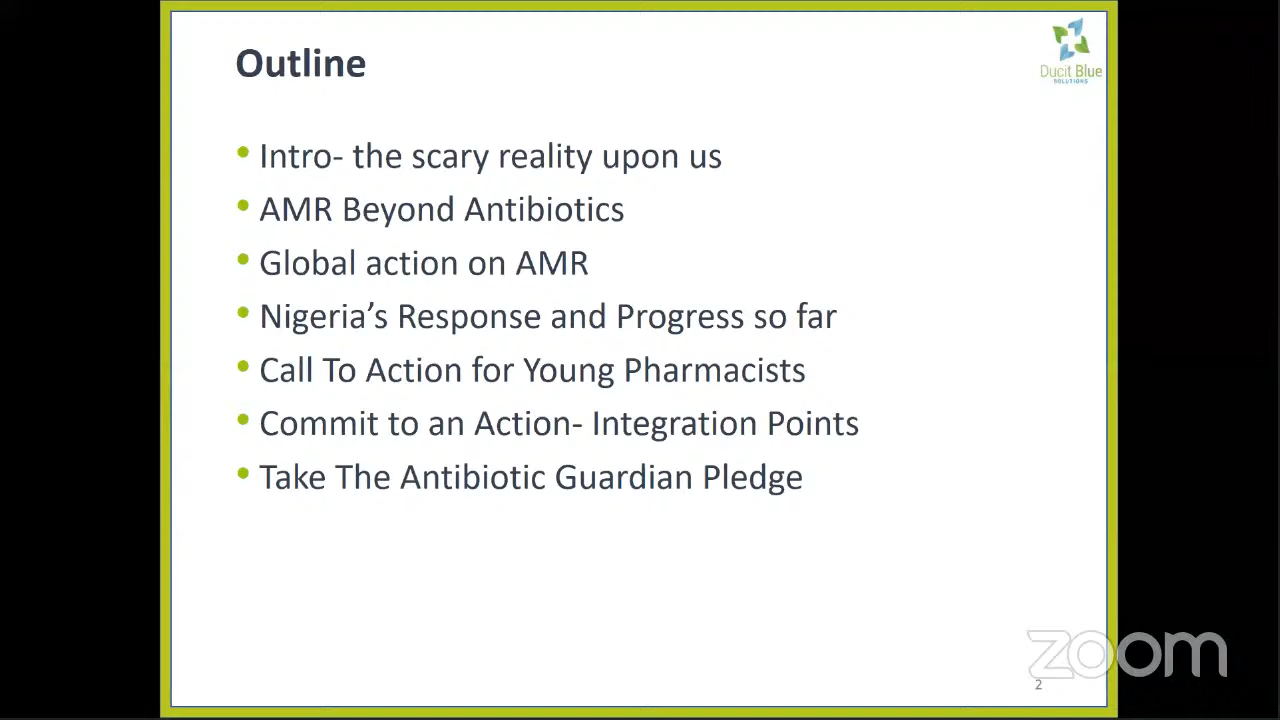 Outline
Ducit Blue
SOLUTIONS
• Intro- the scary reality upon us
• AMR Beyond Antibiotics
• Global action on AMR
• Nigeria’s Response and Progress so far
• Call To Action for Young Pharmacists
• Commit to an Action- Integration Points
• Take The Antibiotic Guardian Pledge
zoom
2